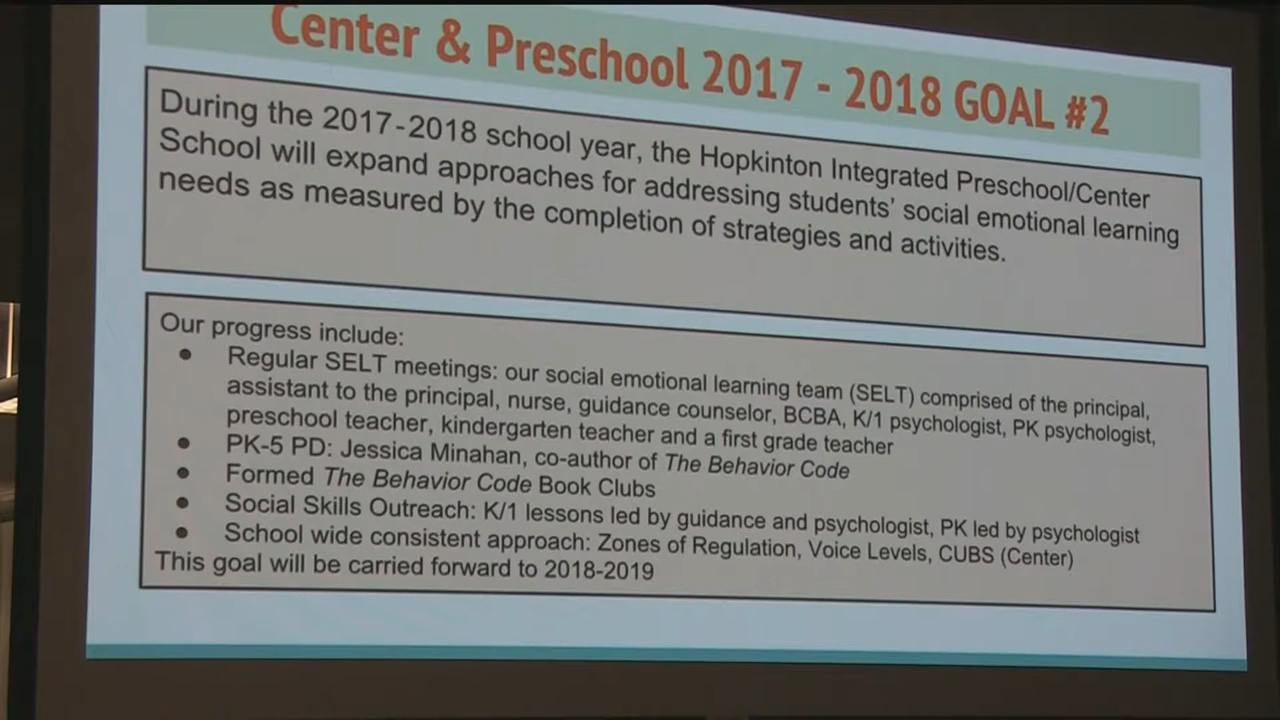 Center & Preschool 2017 - 2018 GOAL #2
During the 2017-2018 school year, the Hopkinton Integrated Preschool/Center
School will expand approaches for addressing students' social emotional learning
needs as measured by the completion of strategies and activities.
Our progress include:
● Regular SELT meetings: our social emotional learning team (SELT) comprised of the principal,
assistant to the principal, nurse, guidance counselor, BCBA, K/1 psychologist, PK psychologist,
preschool teacher, kindergarten teacher and a first grade teacher
● PK-5 PD: Jessica Minahan, co-author of The Behavior Code
● Formed The Behavior Code Book Clubs
● Social Skills Outreach: K/1 lessons led by guidance and psychologist, PK led by psychologist
● School wide consistent approach: Zones of Regulation, Voice Levels, CUBS (Center)
This goal will be carried forward to 2018-2019